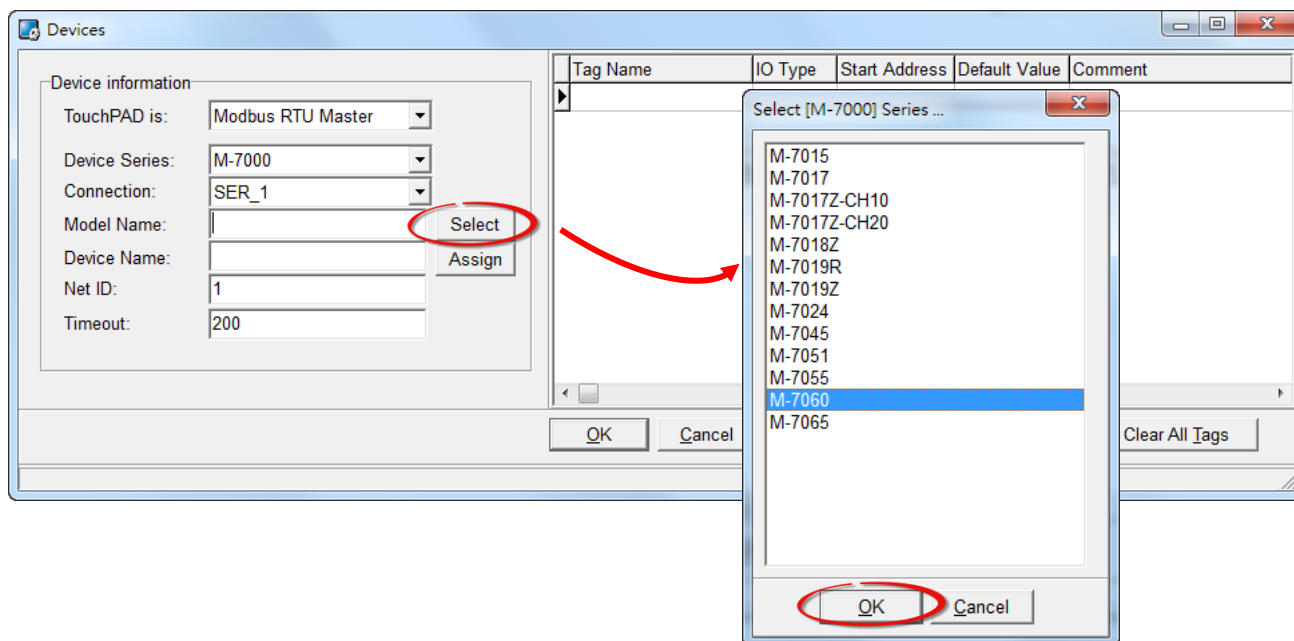 Devices
Device information
TouchPAD is: Modbus RTU Master
Device Series: M-7000
Connection: SER_1
Model Name: Select
Device Name: Assign
Net ID: 1
Timeout: 200
Tag Name IO Type Start Address Default Value Comment
OK Cancel Clear All Tags
Select [M-7000] Series ...
M-7015
M-7017
M-7017Z-CH10
M-7017Z-CH20
M-7018Z
M-7019R
M-7019Z
M-7024
M-7045
M-7051
M-7055
M-7060
M-7065
OK Cancel